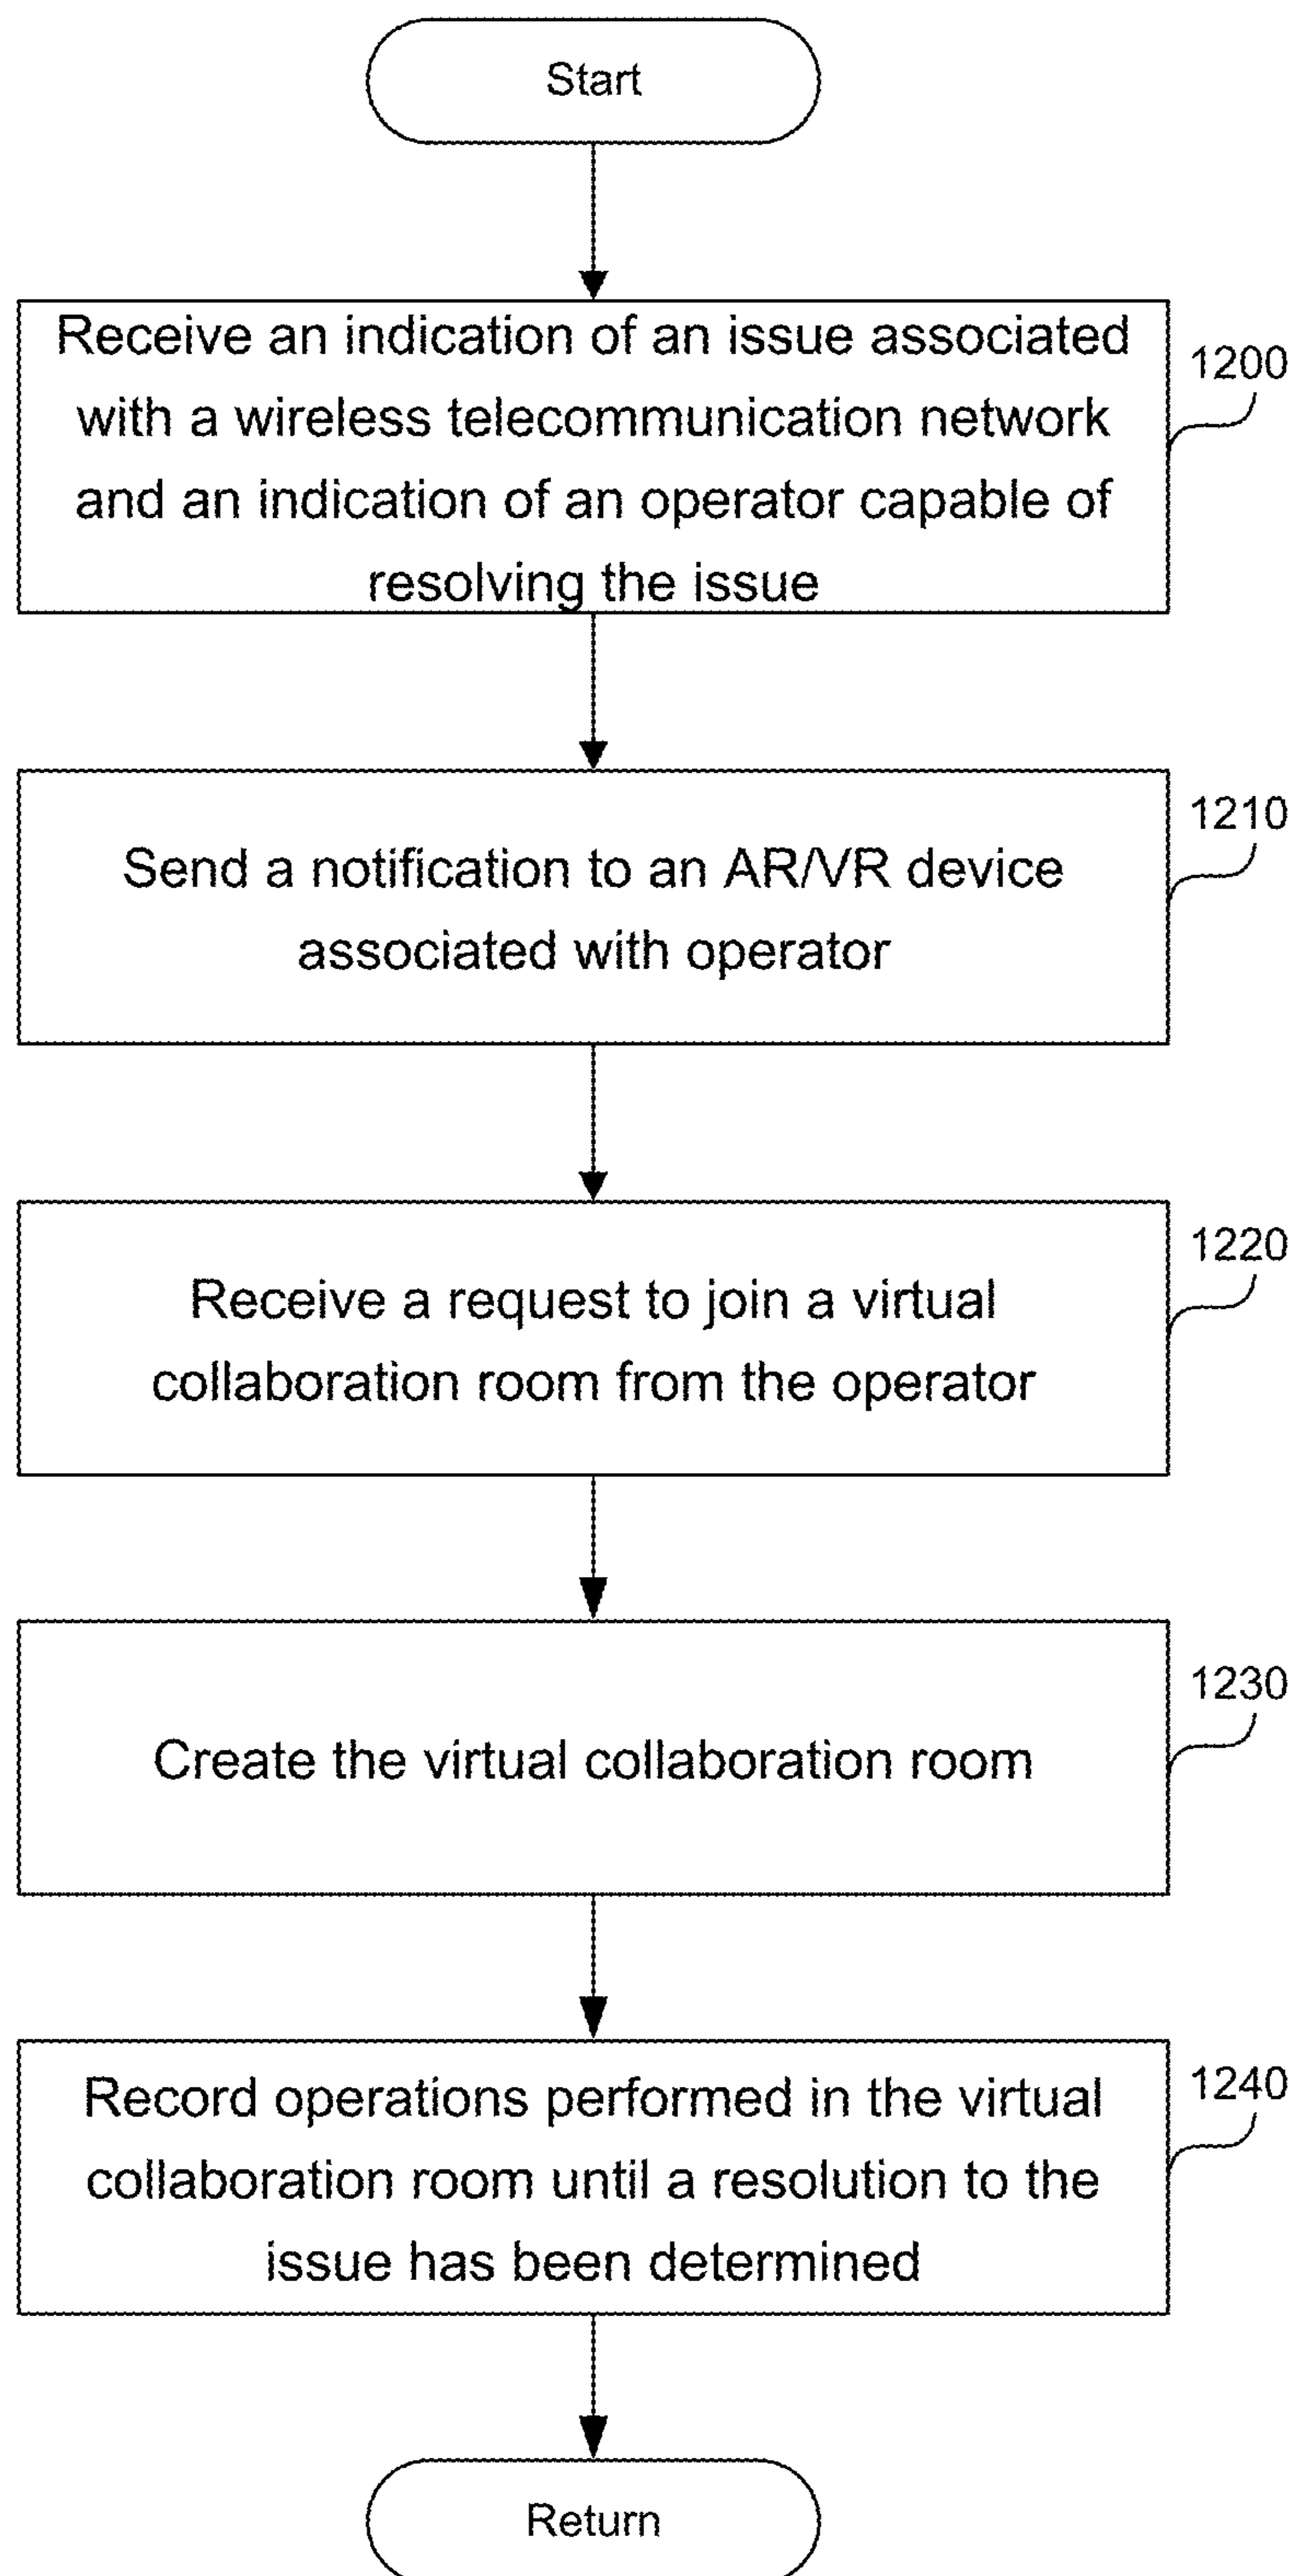 Start
Receive an indication of an issue associated
with a wireless telecommunication network
and an indication of an operator capable of
resolving the issue
1200
Send a notification to an AR/VR device
associated with operator
1210
Receive a request to join a virtual
collaboration room from the operator
1220
Create the virtual collaboration room
1230
Record operations performed in the virtual
collaboration room until a resolution to the
issue has been determined
1240
Return